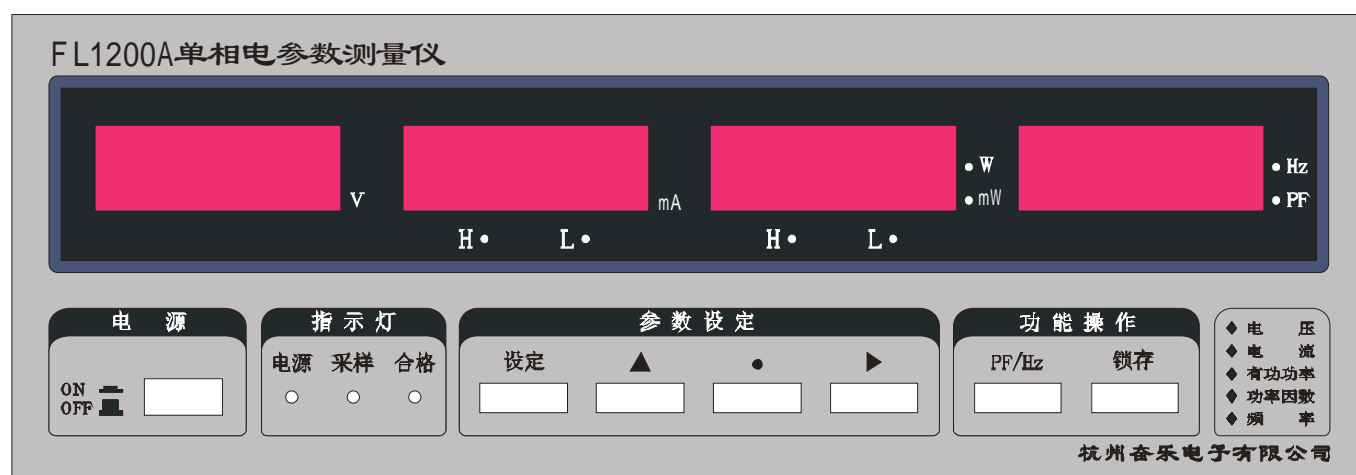 FL1200A单相电参数测量仪
V
mA
H L
W
mW
H L
Hz
PF
电 源
ON
OFF
指示灯
电源 采样 合格
参数设定
设定 ▲ ● ▶
功能操作
PF/Hz 锁存
◆ 电 压
◆ 电 流
◆ 有功功率
◆ 功率因数
◆ 频 率
杭州奋乐电子有限公司